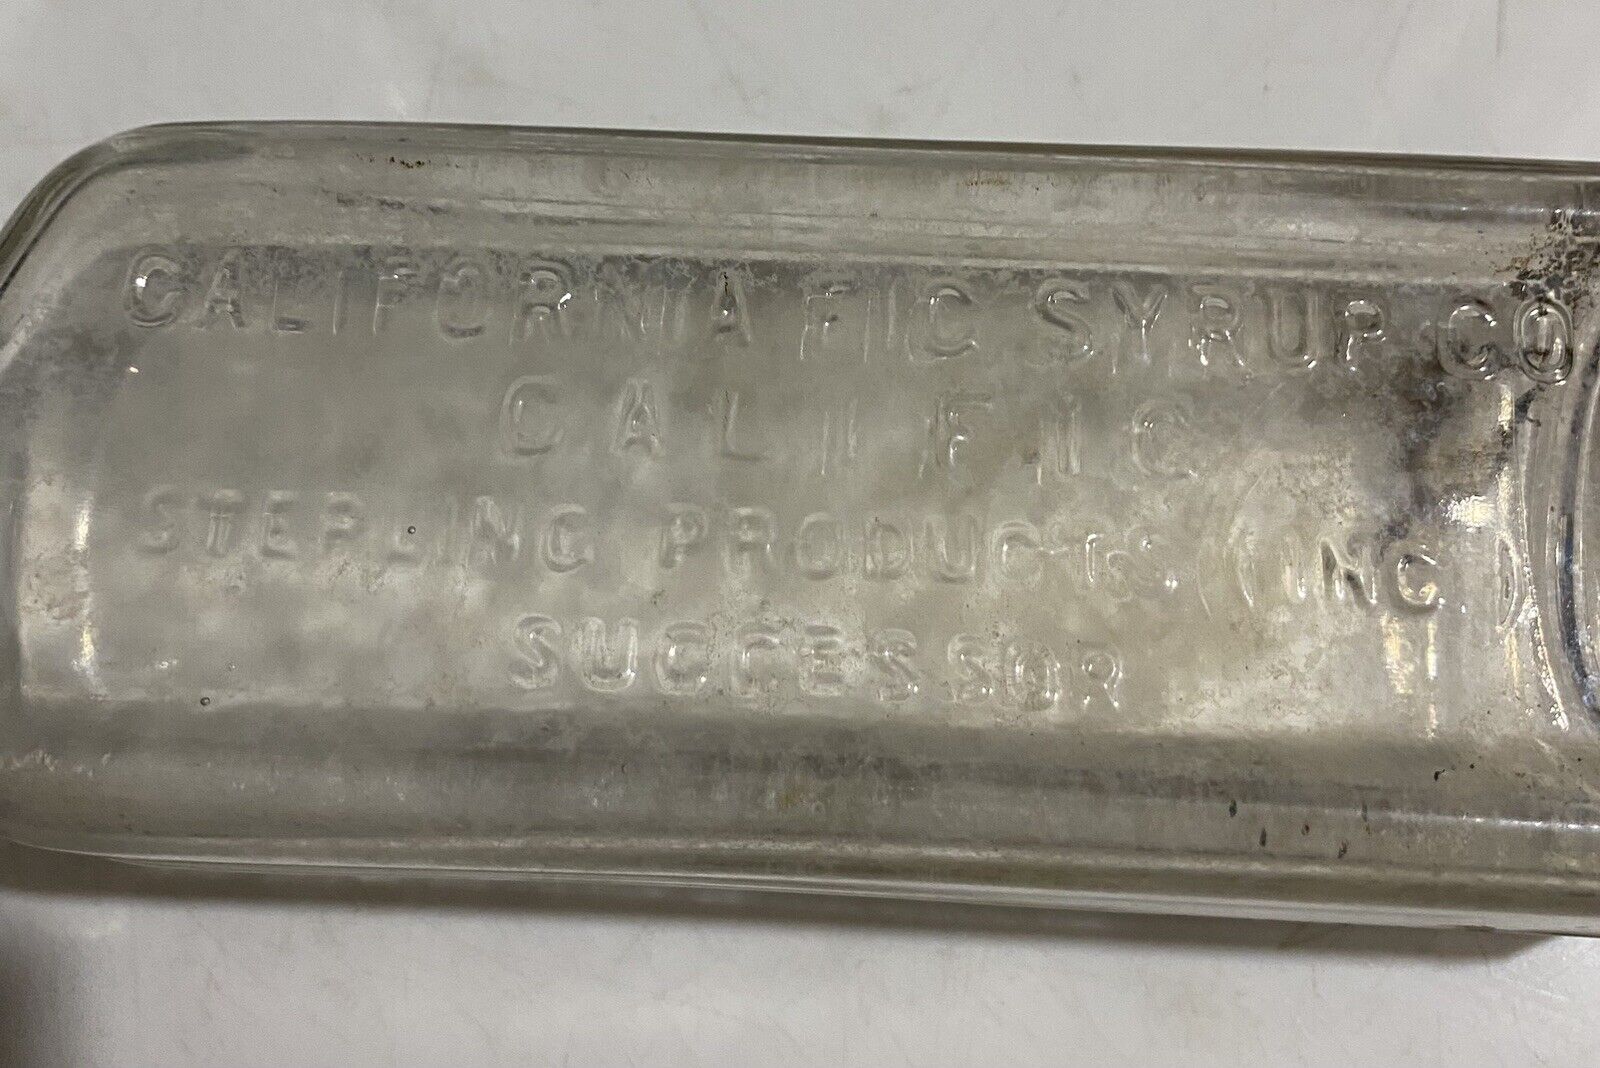 CALIFORNIA FIG SYRUP CO
CALIFIG
STERLING PRODUCTS (INC.)
SUCCESSOR